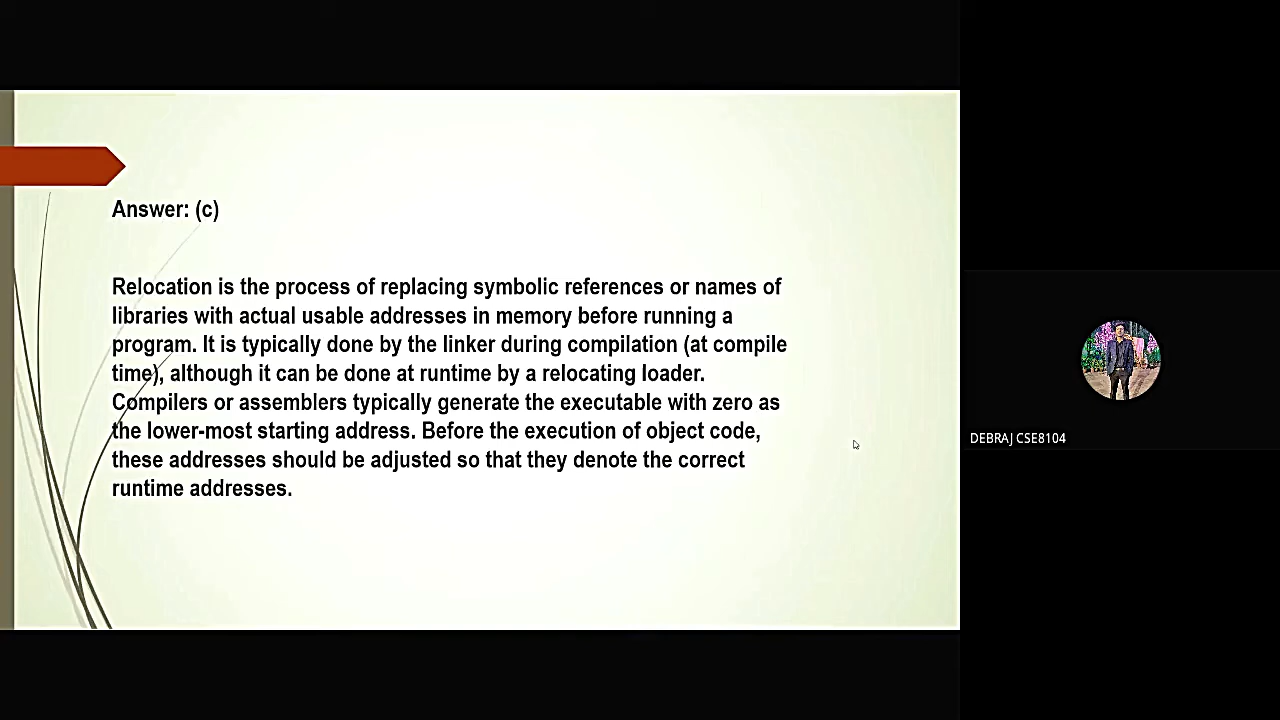 Answer: (c)
Relocation is the process of replacing symbolic references or names of
libraries with actual usable addresses in memory before running a
program. It is typically done by the linker during compilation (at compile
time), although it can be done at runtime by a relocating loader.
Compilers or assemblers typically generate the executable with zero as
the lower-most starting address. Before the execution of object code,
these addresses should be adjusted so that they denote the correct
runtime addresses.
DEBRAJ CSE8104